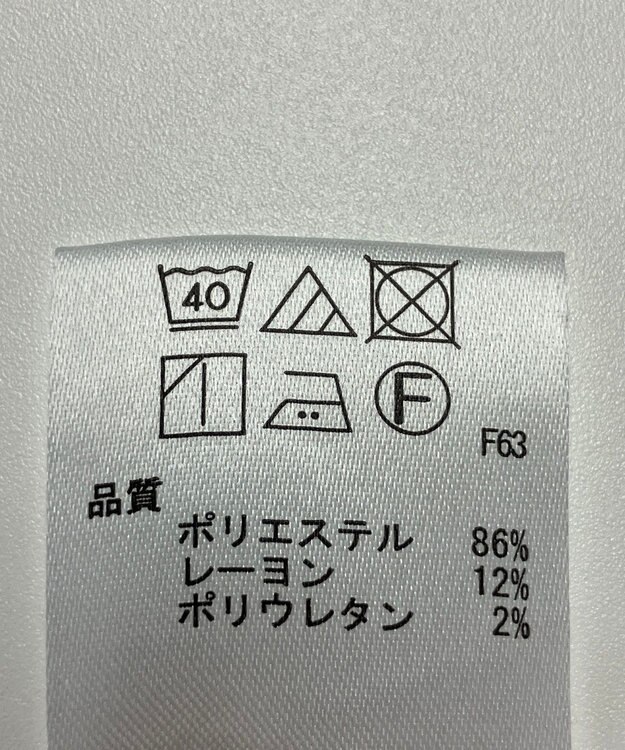 40
F
F63
品質
ポリエステル 86%
レーヨン 12%
ポリウレタン 2%